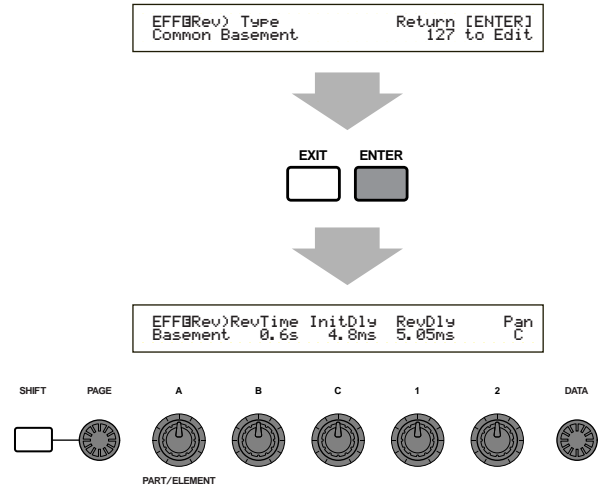 EFF⊡Rev) Type Return [ENTER]
Common Basement 127 to Edit
EXIT ENTER
EFF⊡Rev)RevTime InitDly RevDly Pan
Basement 0.6s 4.8ms 5.05ms C
SHIFT PAGE A B C 1 2 DATA
PART/ELEMENT